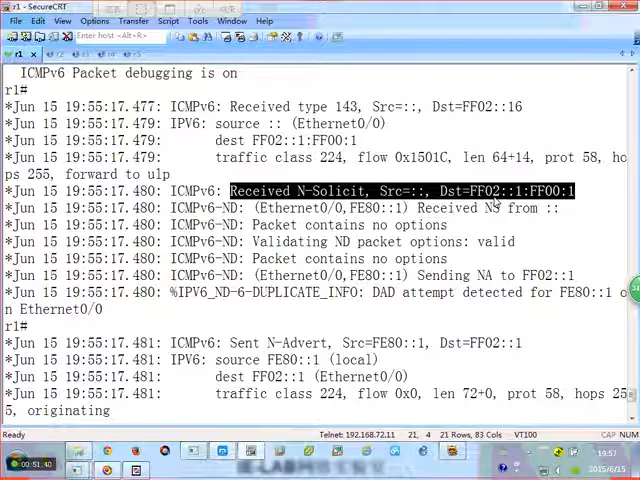 r1 - SecureCRT
File Edit View Options Transfer Script Tools Window Help
Enter host <Alt+R>
r1 × r2 r3 r4 r5
ICMPv6 Packet debugging is on
r1#
*Jun 15 19:55:17.477: ICMPv6: Received type 143, Src=::, Dst=FF02::16
*Jun 15 19:55:17.479: IPV6: source :: (Ethernet0/0)
*Jun 15 19:55:17.479:       dest FF02::1:FF00:1
*Jun 15 19:55:17.479:       traffic class 224, flow 0x1501C, len 64+14, prot 58, ho
ps 255, forward to ulp
*Jun 15 19:55:17.480: ICMPv6: Received N-Solicit, Src=::, Dst=FF02::1:FF00:1
*Jun 15 19:55:17.480: ICMPv6-ND: (Ethernet0/0,FE80::1) Received NS from ::
*Jun 15 19:55:17.480: ICMPv6-ND: Packet contains no options
*Jun 15 19:55:17.480: ICMPv6-ND: Validating ND packet options: valid
*Jun 15 19:55:17.480: ICMPv6-ND: Packet contains no options
*Jun 15 19:55:17.480: ICMPv6-ND: (Ethernet0/0,FE80::1) Sending NA to FF02::1
*Jun 15 19:55:17.480: %IPV6_ND-6-DUPLICATE_INFO: DAD attempt detected for FE80::1 o
n Ethernet0/0
r1#
*Jun 15 19:55:17.481: ICMPv6: Sent N-Advert, Src=FE80::1, Dst=FF02::1
*Jun 15 19:55:17.481: IPV6: source FE80::1 (local)
*Jun 15 19:55:17.481:       dest FF02::1 (Ethernet0/0)
*Jun 15 19:55:17.481:       traffic class 224, flow 0x0, len 72+0, prot 58, hops 25
5, originating
Ready Telnet: 192.168.72.11 21, 4 21 Rows, 83 Cols VT100 CAP NUM
19:57
00:51:40
2015/6/15